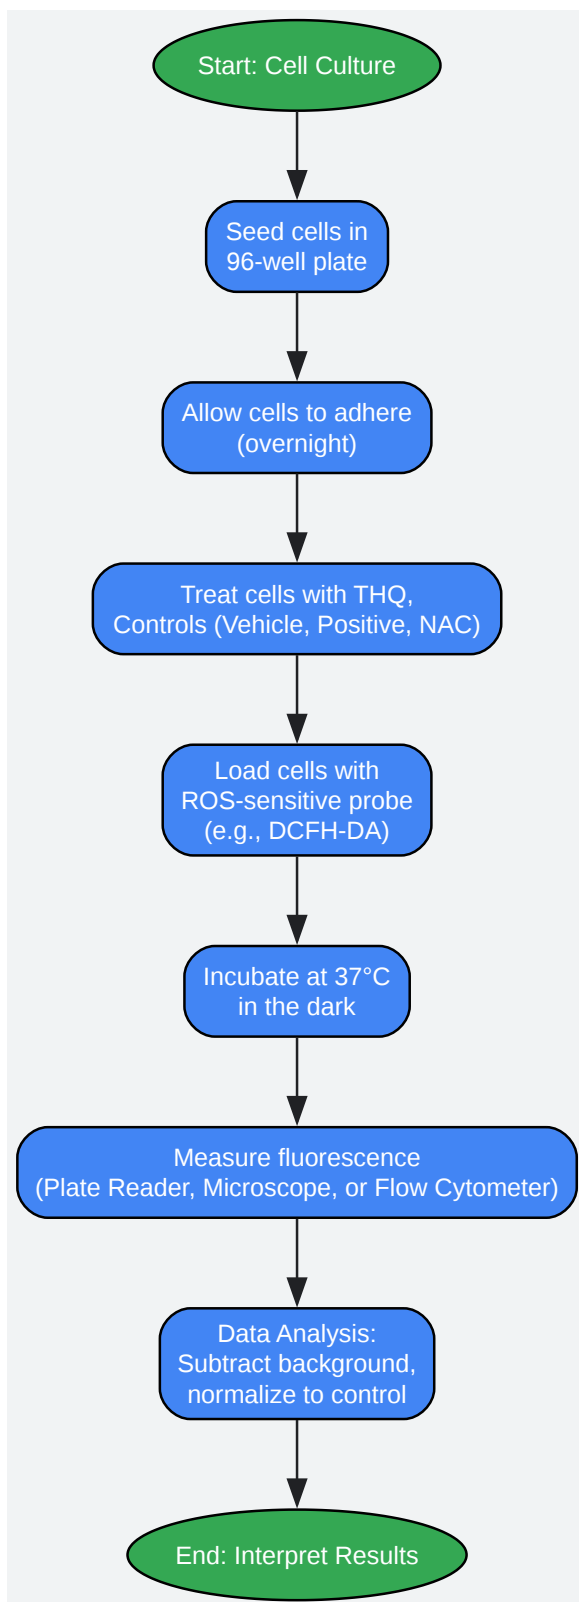 Start: Cell Culture
Seed cells in
96-well plate
Allow cells to adhere
(overnight)
Treat cells with THQ,
Controls (Vehicle, Positive, NAC)
Load cells with
ROS-sensitive probe
(e.g., DCFH-DA)
Incubate at 37°C
in the dark
Measure fluorescence
(Plate Reader, Microscope, or Flow Cytometer)
Data Analysis:
Subtract background,
normalize to control
End: Interpret Results